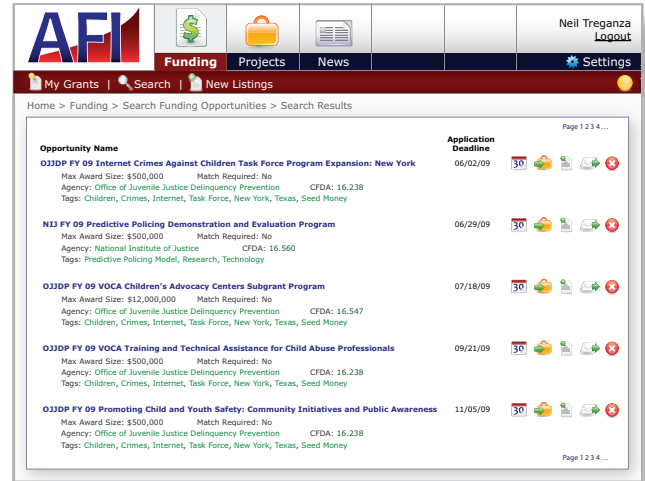 AFI
Neil Treganza
Logout
Funding Projects News
Settings
My Grants | Search | New Listings
Home > Funding > Search Funding Opportunities > Search Results
Page 1 2 3 4 ...
Opportunity Name Application Deadline
OJJDP FY 09 Internet Crimes Against Children Task Force Program Expansion: New York 06/02/09 30
Max Award Size: $500,000 Match Required: No
Agency: Office of Juvenile Justice Delinquency Prevention CFDA: 16.238
Tags: Children, Crimes, Internet, Task Force, New York, Texas, Seed Money
NIJ FY 09 Predictive Policing Demonstration and Evaluation Program 06/29/09 30
Max Award Size: $500,000 Match Required: No
Agency: National Institute of Justice CFDA: 16.560
Tags: Predictive Policing Model, Research, Technology
OJJDP FY 09 VOCA Children's Advocacy Centers Subgrant Program 07/18/09 30
Max Award Size: $12,000,000 Match Required: No
Agency: Office of Juvenile Justice Delinquency Prevention CFDA: 16.547
Tags: Children, Crimes, Internet, Task Force, New York, Texas, Seed Money
OJJDP FY 09 VOCA Training and Technical Assistance for Child Abuse Professionals 09/21/09 30
Max Award Size: $500,000 Match Required: No
Agency: Office of Juvenile Justice Delinquency Prevention CFDA: 16.238
Tags: Children, Crimes, Internet, Task Force, New York, Texas, Seed Money
OJJDP FY 09 Promoting Child and Youth Safety: Community Initiatives and Public Awareness 11/05/09 30
Max Award Size: $500,000 Match Required: No
Agency: Office of Juvenile Justice Delinquency Prevention CFDA: 16.238
Tags: Children, Crimes, Internet, Task Force, New York, Texas, Seed Money
Page 1 2 3 4 ...